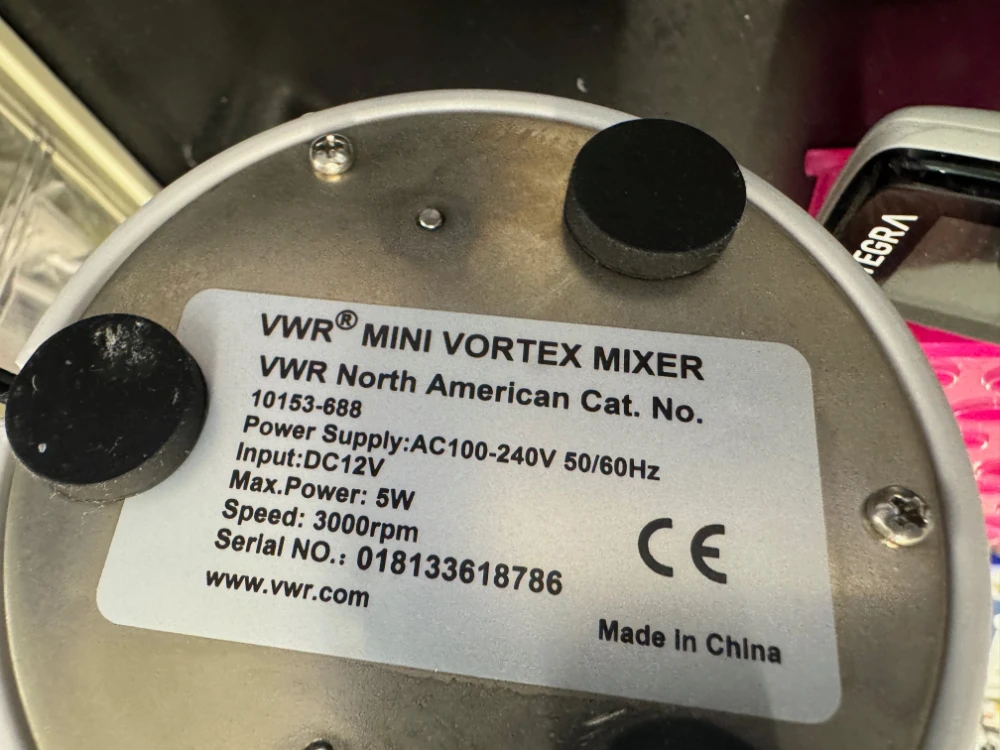 VWR® MINI VORTEX MIXER
VWR North American Cat. No.
10153-688
Power Supply:AC100-240V 50/60Hz
Input:DC12V
Max.Power: 5W
Speed: 3000rpm
Serial NO.: 018133618786
www.vwr.com
CE
Made in China
TEGRA